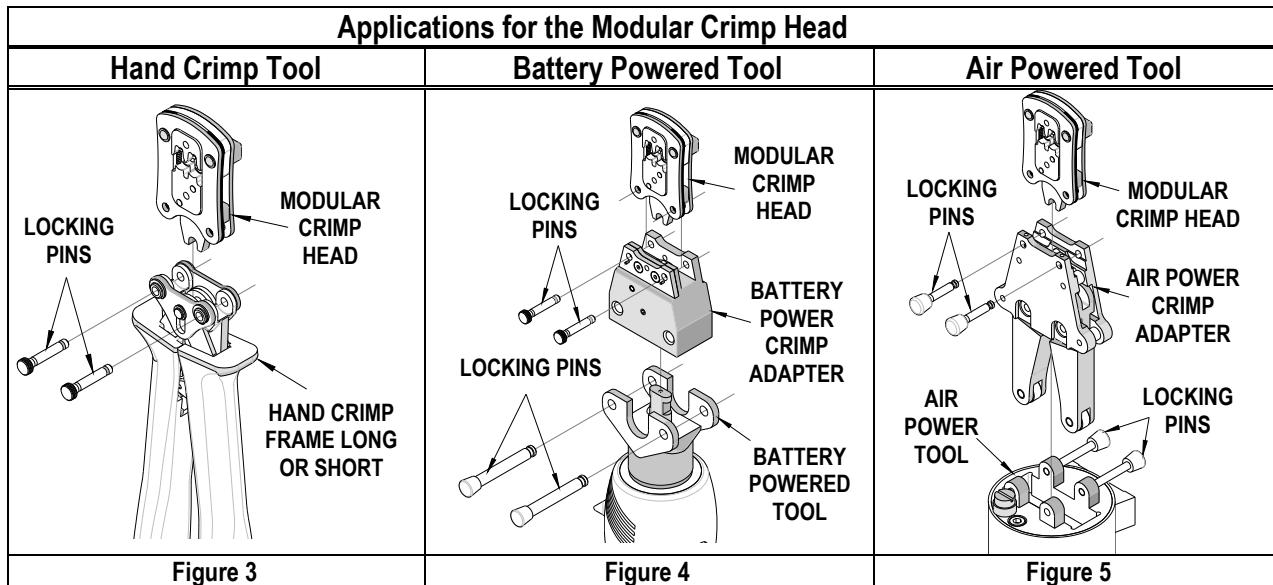 Applications for the Modular Crimp Head
Hand Crimp Tool
Battery Powered Tool
Air Powered Tool
LOCKING
PINS
MODULAR
CRIMP
HEAD
HAND CRIMP
FRAME LONG
OR SHORT
MODULAR
CRIMP
HEAD
LOCKING
PINS
BATTERY
POWER
CRIMP
ADAPTER
LOCKING PINS
BATTERY
POWERED
TOOL
LOCKING
PINS
MODULAR
CRIMP HEAD
AIR POWER
CRIMP
ADAPTER
AIR
POWER
TOOL
LOCKING
PINS
Figure 3
Figure 4
Figure 5